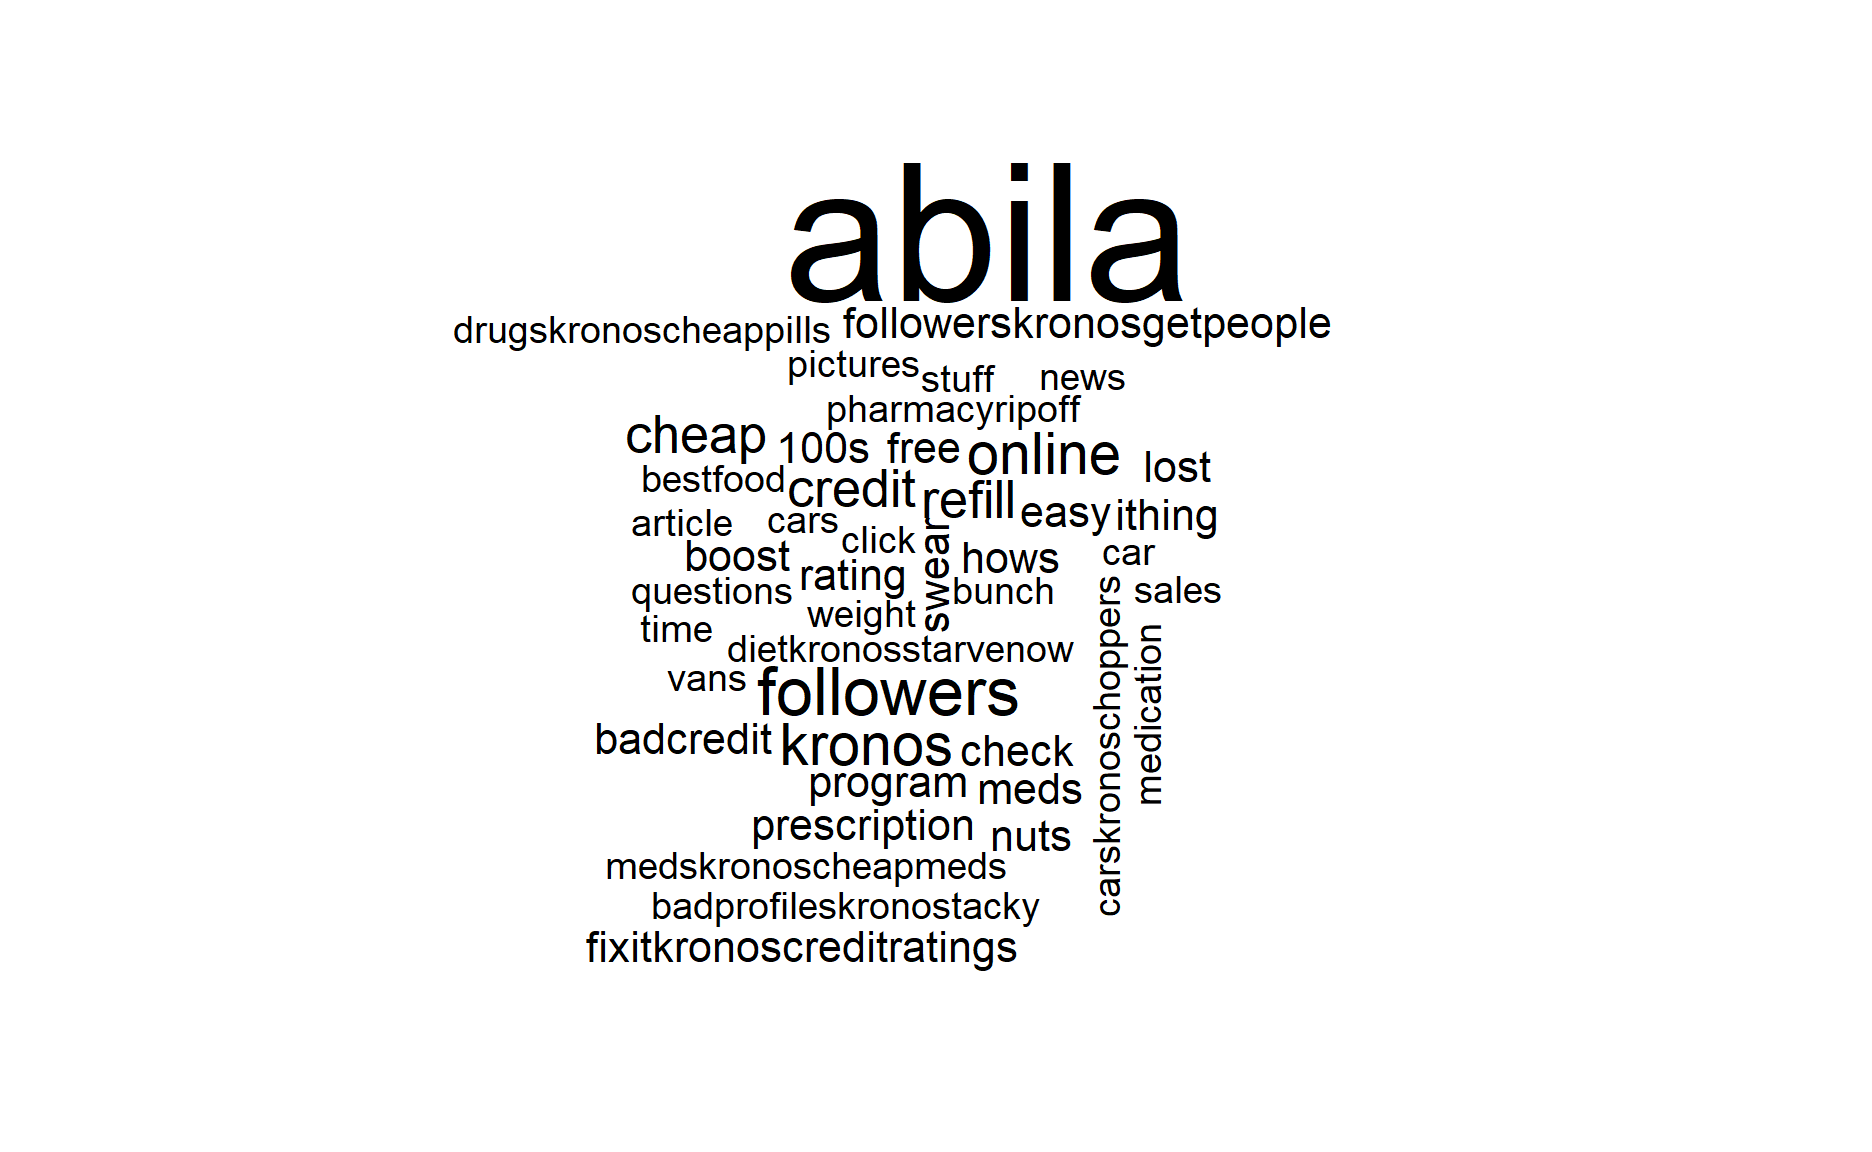 abila
drugskronoscheappills followerskronosgetpeople
pictures stuff news
pharmacyripoff
cheap 100s free online lost
bestfood credit refill easy ithing
article cars click swear hows car
boost rating bunch sales
questions weight
time dietkronosstarvenow
vans followers
carskronoschoppers
medication
badcredit kronos check
program meds
prescription nuts
medskronoscheapmeds
badprofileskronostacky
fixitkronoscreditratings